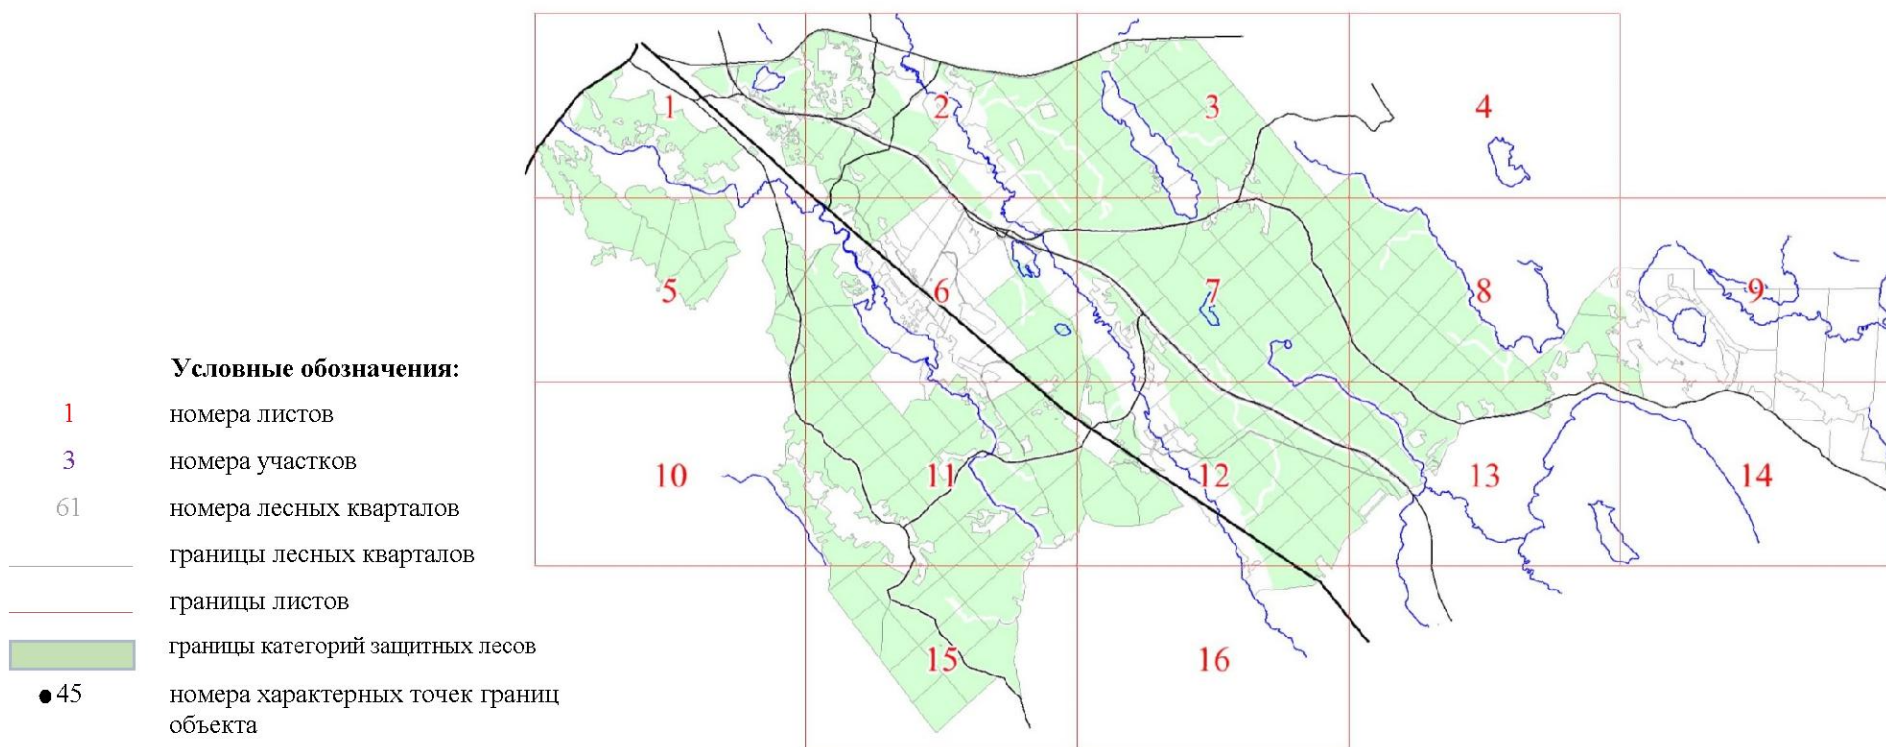 1
2
3
4
5
6
7
8
9
Условные обозначения:
1 номера листов
3 номера участков
61 номера лесных кварталов
границы лесных кварталов
границы листов
границы категорий защитных лесов
45 номера характерных точек границ
объекта
10
11
12
13
14
15
16